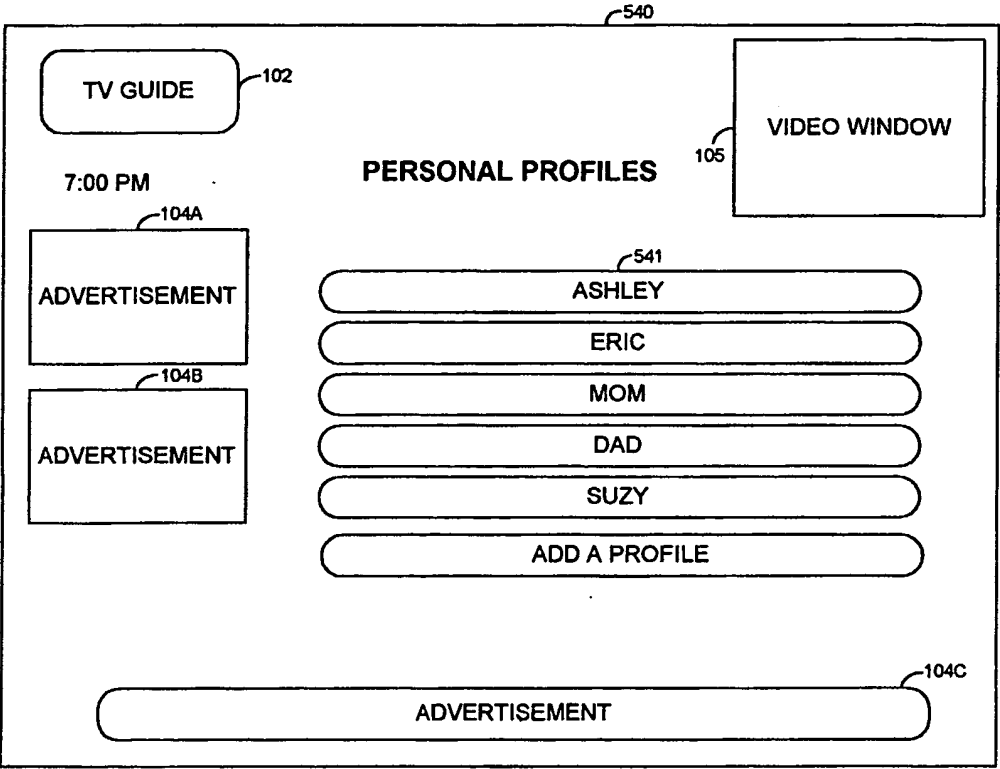 540
TV GUIDE
102
VIDEO WINDOW
105
PERSONAL PROFILES
7:00 PM
104A
ADVERTISEMENT
541
ASHLEY
ERIC
104B
MOM
ADVERTISEMENT
DAD
SUZY
ADD A PROFILE
104C
ADVERTISEMENT